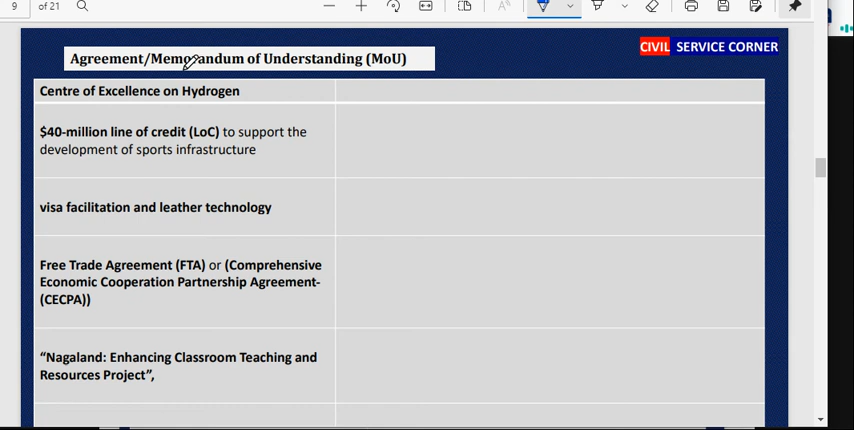 9 of 21
Agreement/Memorandum of Understanding (MoU)
CIVIL SERVICE CORNER
Centre of Excellence on Hydrogen
$40-million line of credit (LoC) to support the
development of sports infrastructure
visa facilitation and leather technology
Free Trade Agreement (FTA) or (Comprehensive
Economic Cooperation Partnership Agreement-
(CECPA))
“Nagaland: Enhancing Classroom Teaching and
Resources Project”,